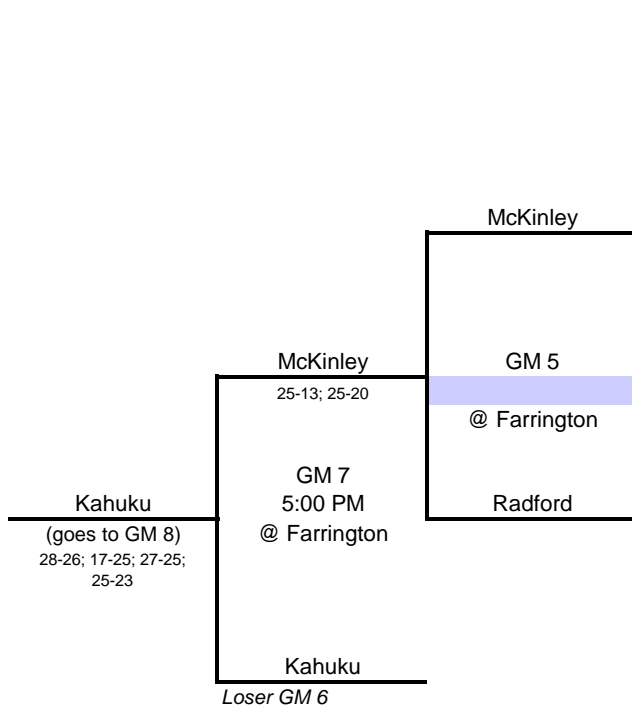 McKinley
McKinley
GM 5
25-13; 25-20
@ Farrington
GM 7
Kahuku
5:00 PM
Radford
(goes to GM 8)
@ Farrington
28-26; 17-25; 27-25;
25-23
Kahuku
Loser GM 6